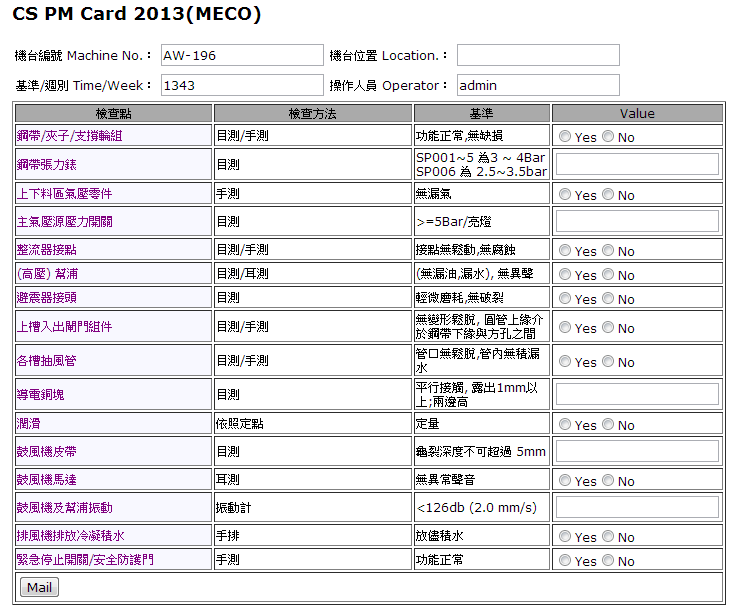 CS PM Card 2013(MECO)
機台編號 Machine No.： AW-196 機台位置 Location.：
基準/週別 Time/Week： 1343 操作人員 Operator： admin
檢查點 檢查方法 基準 Value
鋼帶/夾子/支撐輪組 目測/手測 功能正常,無缺損 Yes No
鋼帶張力錶 目測 SP001~5 為3 ~ 4Bar
SP006 為 2.5~3.5bar
上下料區氣壓零件 手測 無漏氣 Yes No
主氣壓源壓力開關 目測 >=5Bar/亮燈
整流器接點 目測/手測 接點無鬆動,無腐蝕 Yes No
(高壓) 幫浦 目測/耳測 (無漏油,漏水), 無異聲 Yes No
避震器接頭 目測 輕微磨耗,無破裂 Yes No
上槽入出閘門組件 目測/手測 無變形鬆脫, 圓管上緣介
於鋼帶下緣與方孔之間 Yes No
各槽抽風管 目測/手測 管口無鬆脫,管內無積漏
水 Yes No
導電銅塊 目測 平行接觸, 露出1mm以
上;兩邊高
潤滑 依照定點 定量 Yes No
鼓風機皮帶 目測 龜裂深度不可超過 5mm
鼓風機馬達 耳測 無異常聲音 Yes No
鼓風機及幫浦振動 振動計 <126db (2.0 mm/s)
排風機排放冷凝積水 手排 放儘積水 Yes No
緊急停止開關/安全防護門 手測 功能正常 Yes No
Mail